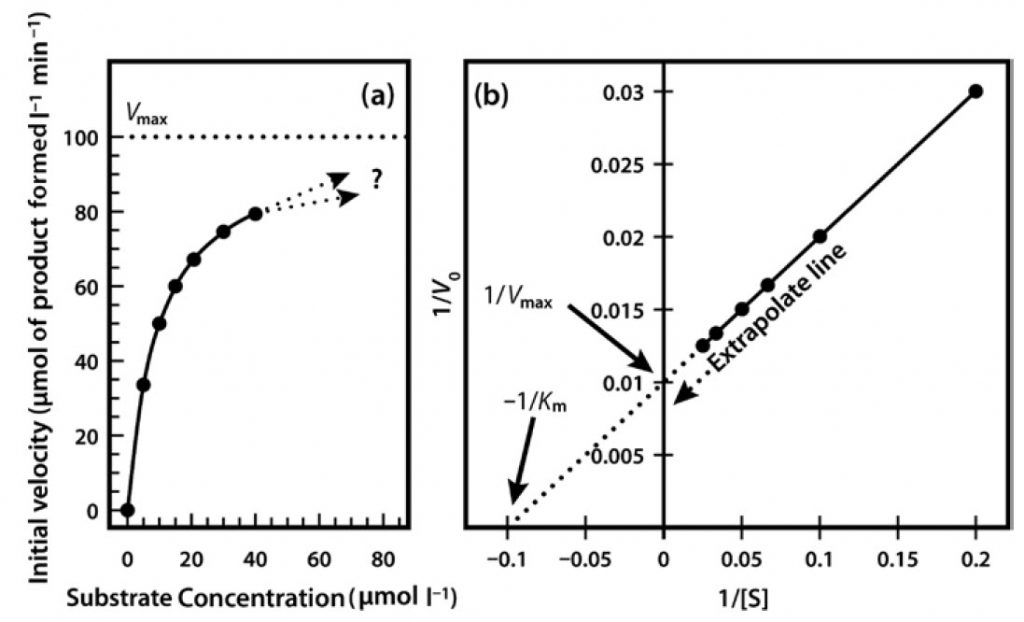 Initial velocity (µmol of product formed l⁻¹ min⁻¹)
(a)
Vmax
100
80
60
40
20
0
?
0 20 40 60 80
Substrate Concentration (µmol l⁻¹)
(b)
1/V0
0.03
0.025
0.02
0.015
0.01
0.005
1/Vmax
−1/Km
Extrapolate line
−0.1 −0.05 0 0.05 0.1 0.15 0.2
1/[S]